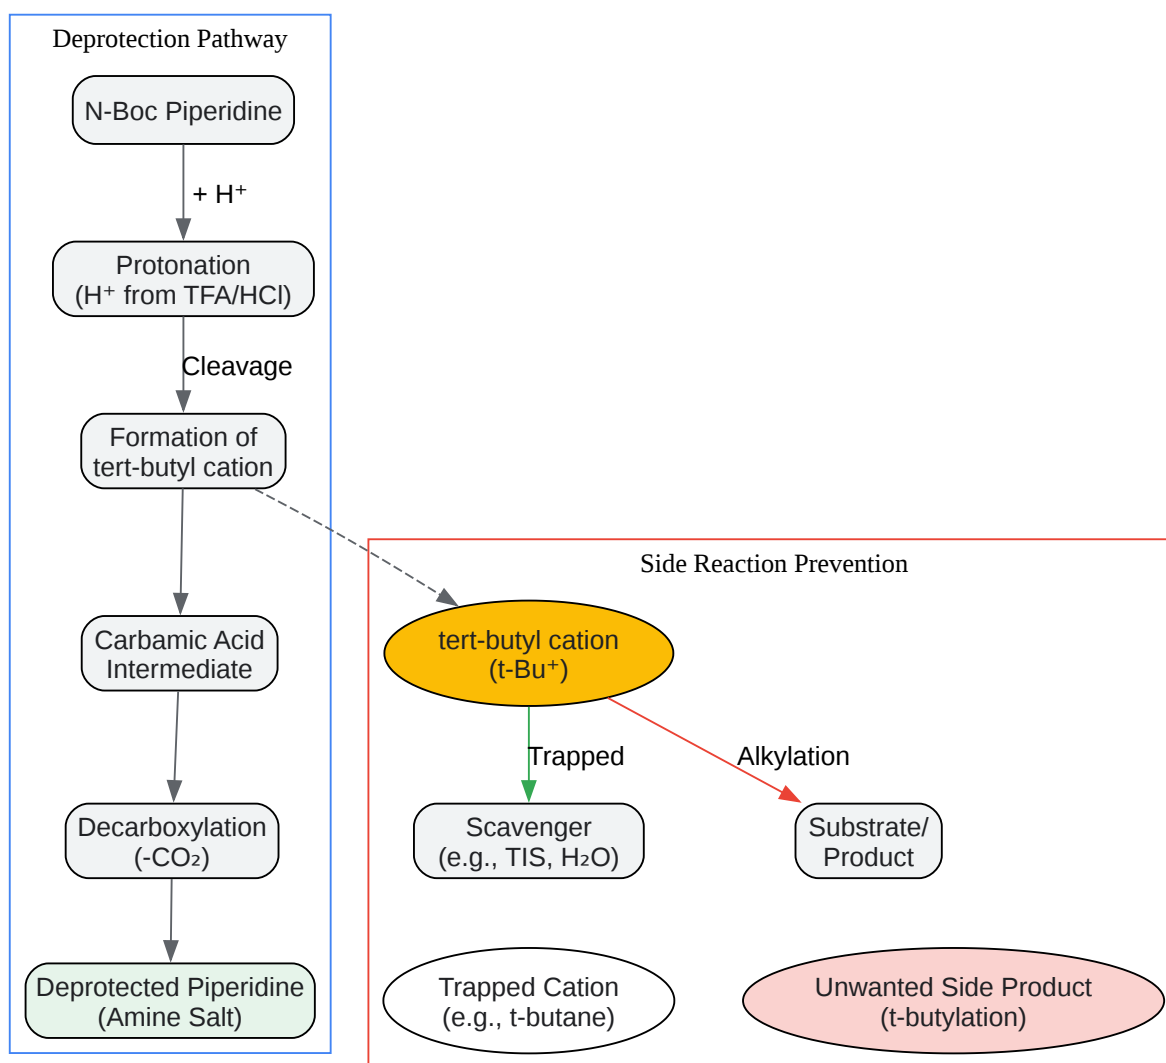 Deprotection Pathway
N-Boc Piperidine
+ H⁺
Protonation
(H⁺ from TFA/HCl)
Cleavage
Formation of
tert-butyl cation
Carbamic Acid
Intermediate
Decarboxylation
(-CO₂)
Deprotected Piperidine
(Amine Salt)
Side Reaction Prevention
tert-butyl cation
(t-Bu⁺)
Trapped
Alkylation
Scavenger
(e.g., TIS, H₂O)
Substrate/
Product
Trapped Cation
(e.g., t-butane)
Unwanted Side Product
(t-butylation)